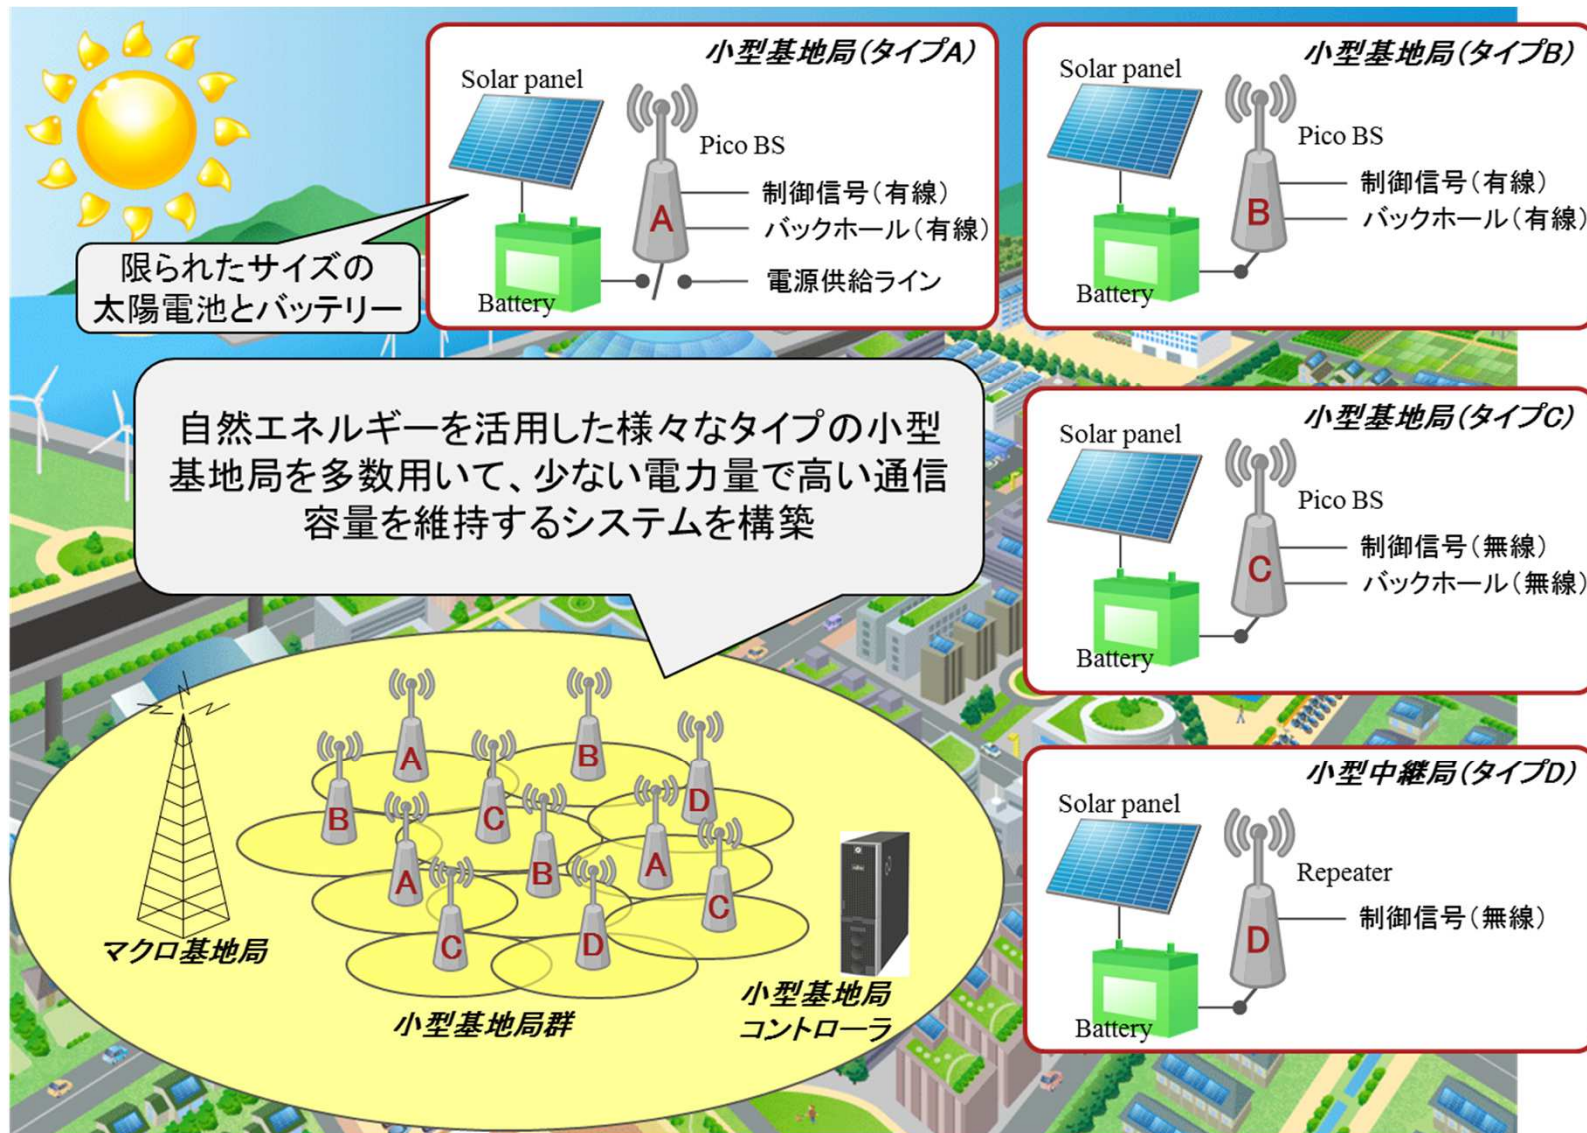 小型基地局(タイプA)
Solar panel
Pico BS
制御信号(有線)
A
バックホール(有線)
電源供給ライン
Battery
限られたサイズの
太陽電池とバッテリー
小型基地局(タイプB)
Solar panel
Pico BS
制御信号(有線)
B
バックホール(有線)
Battery
自然エネルギーを活用した様々なタイプの小型
基地局を多数用いて、少ない電力量で高い通信
容量を維持するシステムを構築
小型基地局(タイプC)
Solar panel
Pico BS
制御信号(無線)
C
バックホール(無線)
Battery
小型中継局(タイプD)
Solar panel
Repeater
制御信号(無線)
D
Battery
A
B
B
C
D
A
B
A
C
C
D
マクロ基地局
小型基地局群
小型基地局
コントローラ